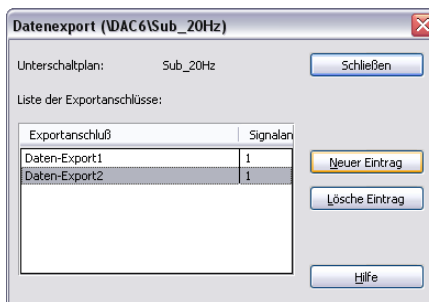 Datenexport (\DAC6\Sub_20Hz)
Unterschaltplan: Sub_20Hz
Schließen
Liste der Exportanschlüsse:
Exportanschluß Signalan
Daten-Export1 1
Daten-Export2 1
Neuer Eintrag
Lösche Eintrag
Hilfe